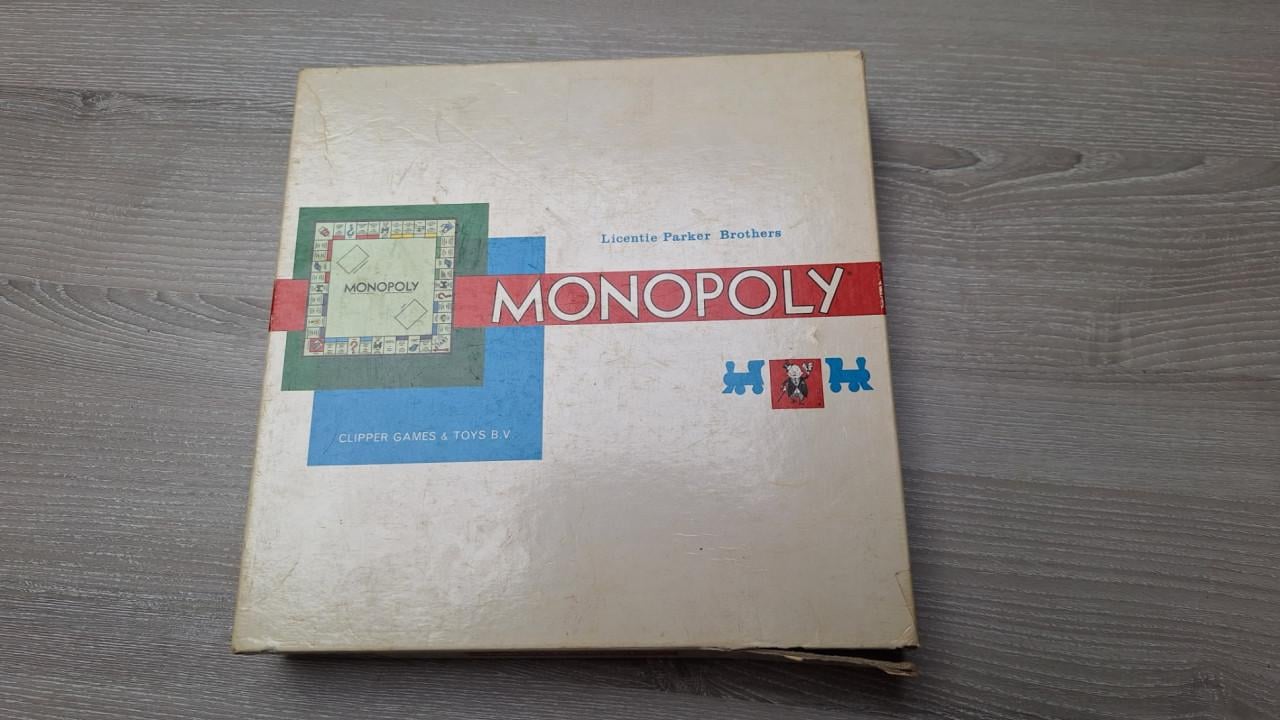 Licentie Parker Brothers
MONOPOLY
MONOPOLY
CLIPPER GAMES & TOYS B.V